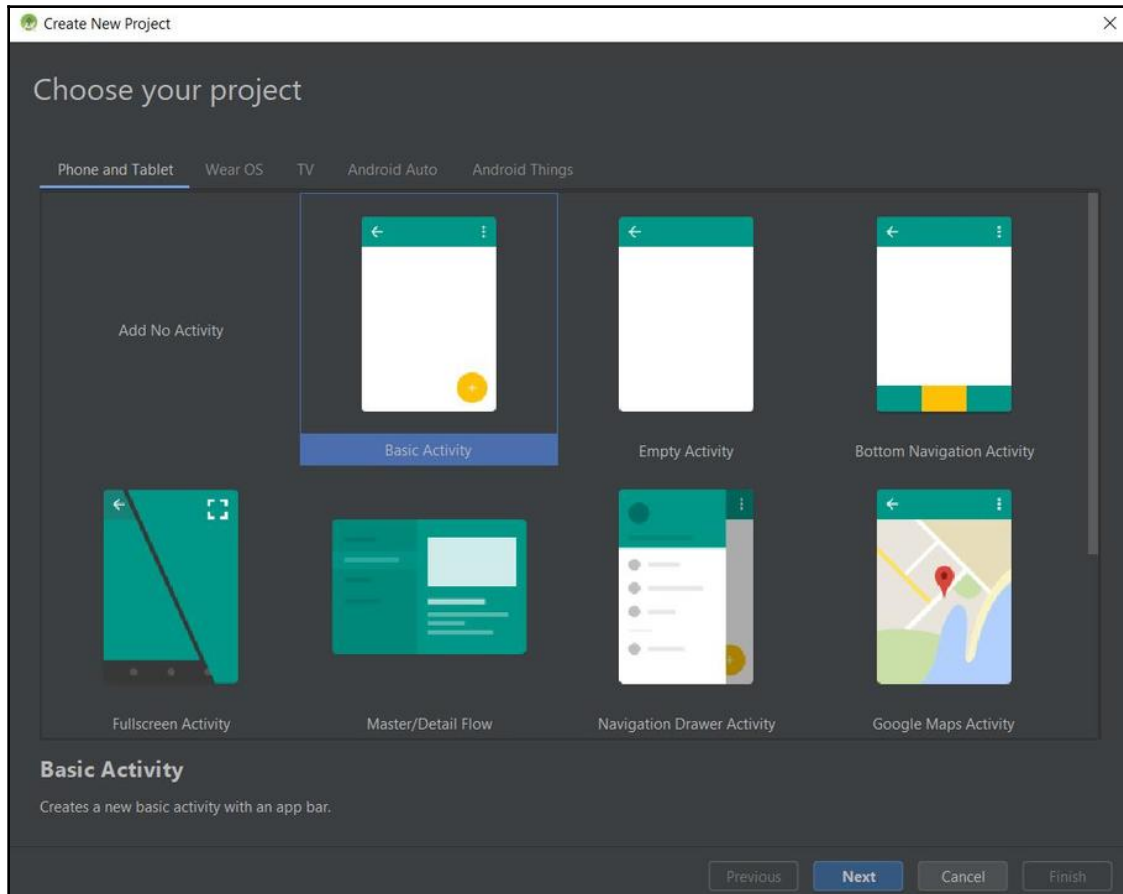 Create New Project
Choose your project
Phone and Tablet Wear OS TV Android Auto Android Things
Add No Activity
Basic Activity Empty Activity Bottom Navigation Activity
Fullscreen Activity Master/Detail Flow Navigation Drawer Activity Google Maps Activity
Basic Activity
Creates a new basic activity with an app bar.
Previous Next Cancel Finish